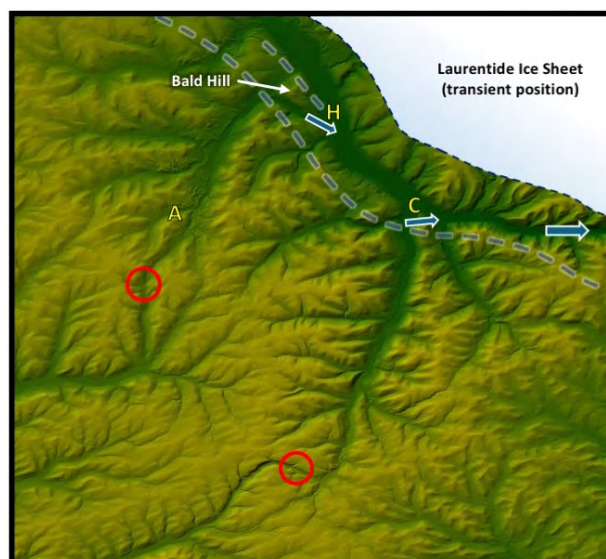 Laurentide Ice Sheet
(transient position)
Bald Hill
H
A
C